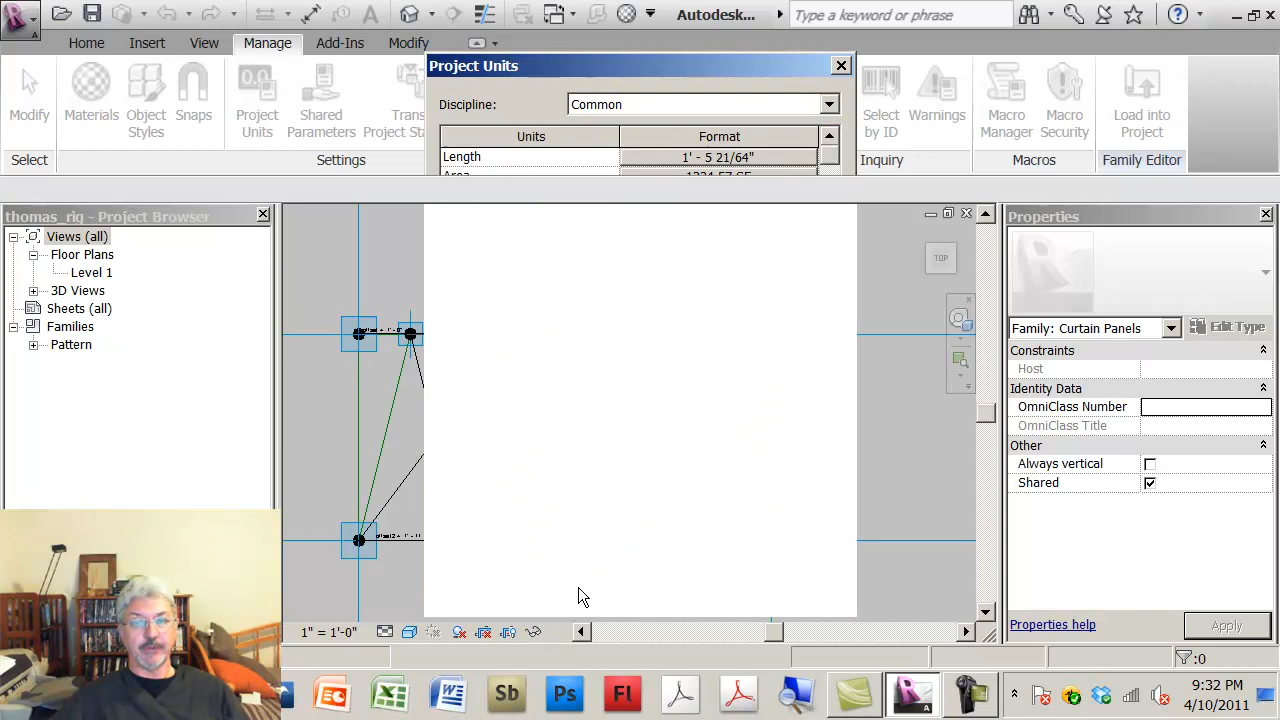 Autodesk...
Type a keyword or phrase
Home
Insert
View
Manage
Add-Ins
Modify
Project Units
Discipline:
Common
Units
Format
Length
1' - 5 21/64"
Modify
Materials
Object Styles
Snaps
Project Units
Shared Parameters
Project
Select by ID
Warnings
Macro Manager
Macro Security
Load into Project
Select
Settings
Inquiry
Macros
Family Editor
thomas_rig - Project Browser
Views (all)
Floor Plans
Level 1
3D Views
Sheets (all)
Families
Pattern
TOP
Properties
Family: Curtain Panels
Edit Type
Constraints
Host
Identity Data
OmniClass Number
OmniClass Title
Other
Always vertical
Shared
Properties help
Apply
1" = 1'-0"
:0
Sb
Ps
Fl
9:32 PM
4/10/2011